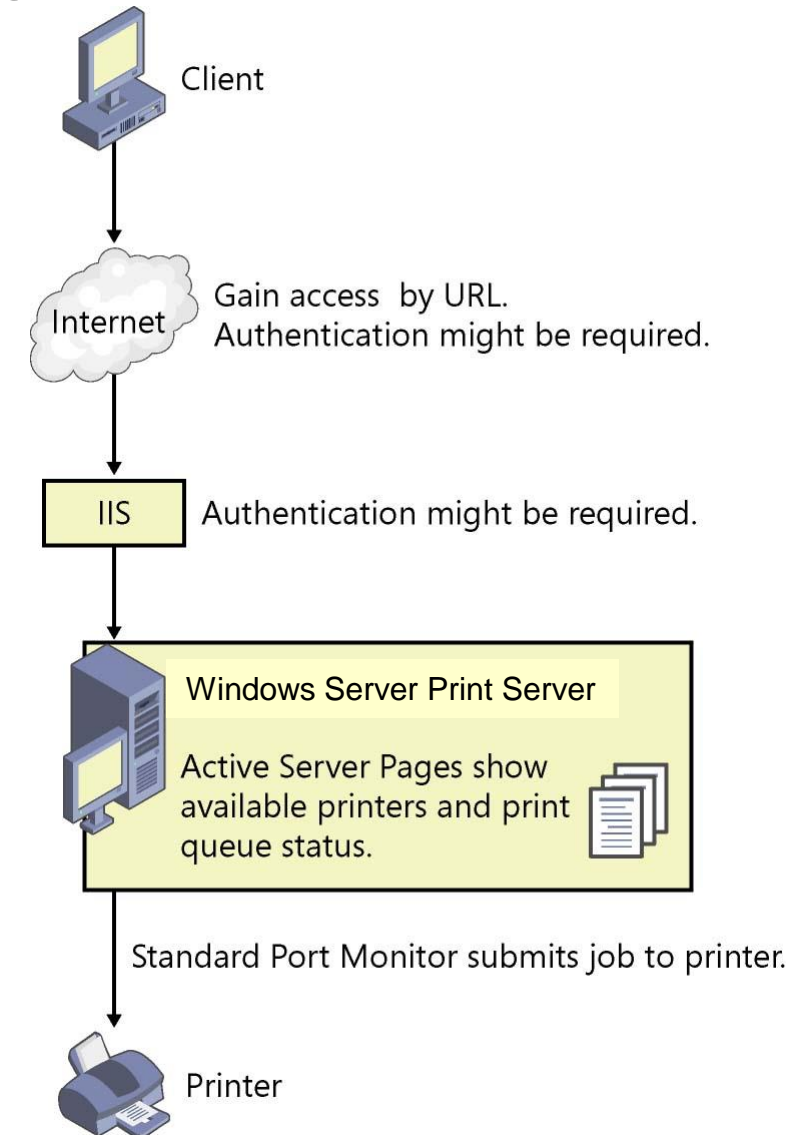 Client
Internet
Gain access  by URL.
Authentication might be required.
IIS
Authentication might be required.
Windows Server Print Server
Active Server Pages show
available printers and print
queue status.
Standard Port Monitor submits job to printer.
Printer